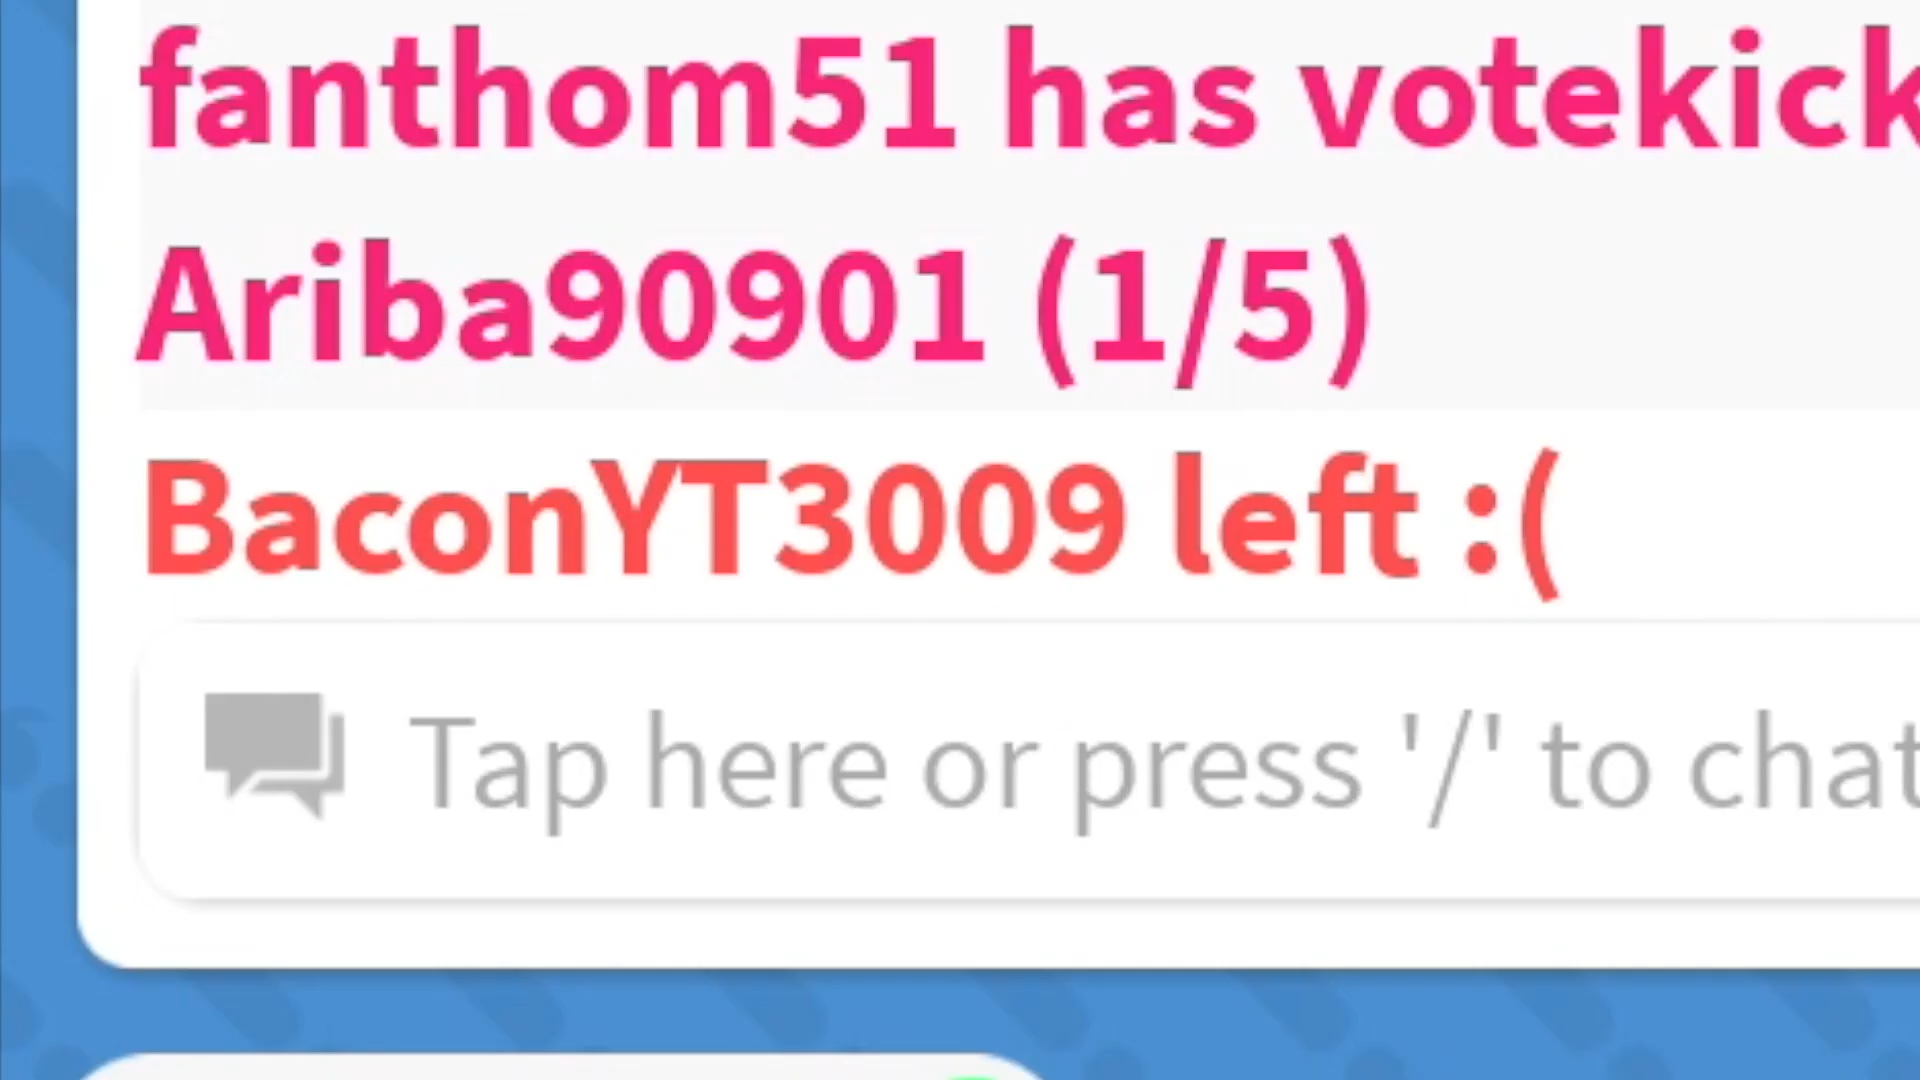 fanthom51 has votekick
Ariba90901 (1/5)
BaconYT3009 left :(
Tap here or press '/' to chat